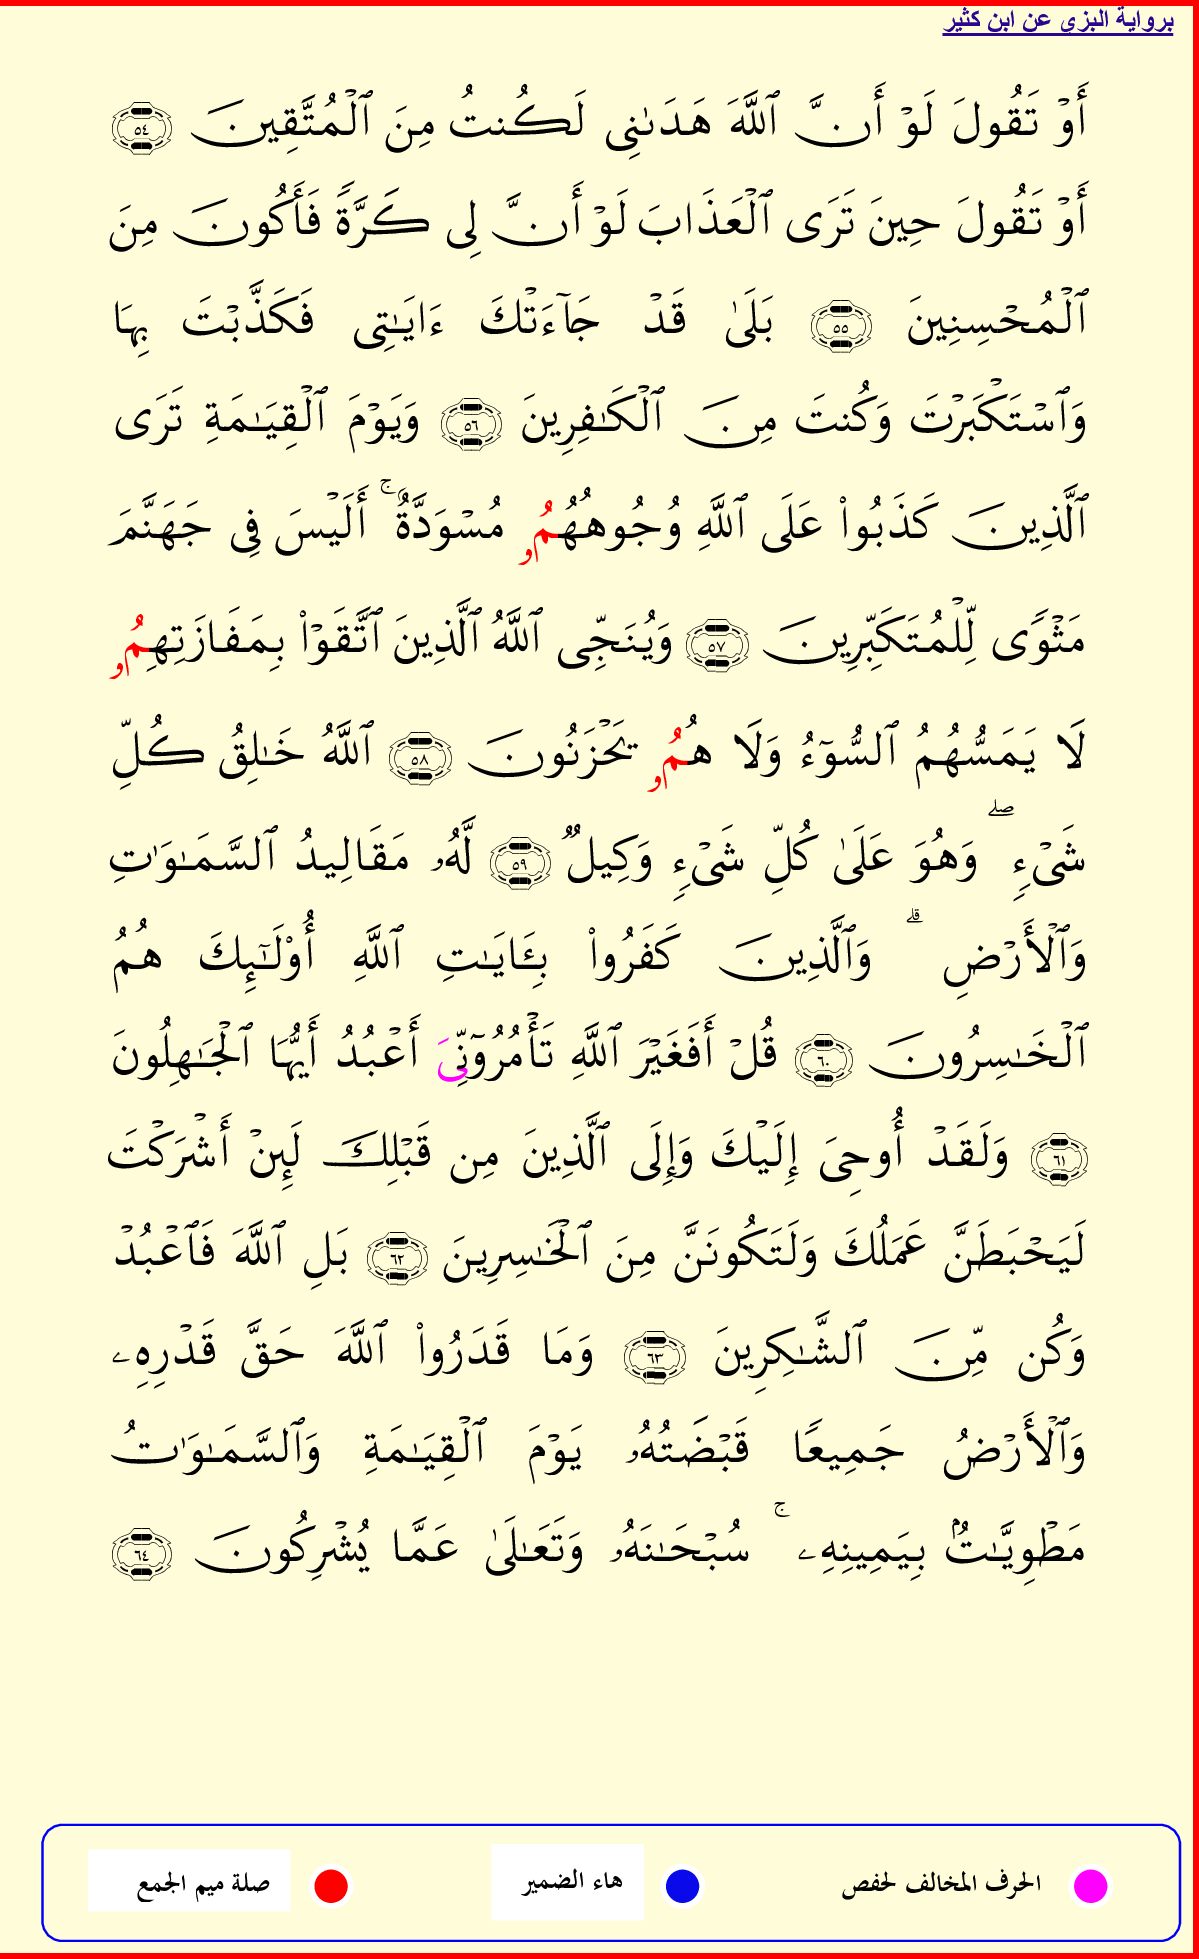 برواية البزي عن ابن كثير
أَوۡ تَقُولَ لَوۡ أَنَّ ٱللَّهَ هَدَىٰنِى لَكُنتُ مِنَ ٱلۡمُتَّقِينَ ٥٤
أَوۡ تَقُولَ حِينَ تَرَى ٱلۡعَذَابَ لَوۡ أَنَّ لِى كَرَّةً فَأَكُونَ مِنَ
ٱلۡمُحۡسِنِينَ ٥٥ بَلَىٰ قَدۡ جَآءَتۡكَ ءَايَـٰتِى فَكَذَّبۡتَ بِهَا
وَٱسۡتَكۡبَرۡتَ وَكُنتَ مِنَ ٱلۡكَـٰفِرِينَ ٥٦ وَيَوۡمَ ٱلۡقِيَـٰمَةِ تَرَى
ٱلَّذِينَ كَذَبُواْ عَلَى ٱللَّهِ وُجُوهُهُمُۥ مُسۡوَدَّةٌ ۚ أَلَيۡسَ فِى جَهَنَّمَ
مَثۡوًى لِّلۡمُتَكَبِّرِينَ ٥٧ وَيُنَجِّى ٱللَّهُ ٱلَّذِينَ ٱتَّقَوۡاْ بِمَفَازَتِهِمُۥ
لَا يَمَسُّهُمُ ٱلسُّوٓءُ وَلَا هُمُۥ يَحۡزَنُونَ ٥٨ ٱللَّهُ خَـٰلِقُ كُلِّ
شَىۡءٍ ۖ وَهُوَ عَلَىٰ كُلِّ شَىۡءٍ وَكِيلٌ ٥٩ لَّهُۥ مَقَالِيدُ ٱلسَّمَـٰوَٰتِ
وَٱلۡأَرۡضِ ۗ وَٱلَّذِينَ كَفَرُواْ بِـَٔايَـٰتِ ٱللَّهِ أُوْلَـٰٓئِكَ هُمُ
ٱلۡخَـٰسِرُونَ ٦٠ قُلۡ أَفَغَيۡرَ ٱللَّهِ تَأۡمُرُوٓنِّىَ أَعۡبُدُ أَيُّهَا ٱلۡجَـٰهِلُونَ
٦١ وَلَقَدۡ أُوحِىَ إِلَيۡكَ وَإِلَى ٱلَّذِينَ مِن قَبۡلِكَ لَئِنۡ أَشۡرَكۡتَ
لَيَحۡبَطَنَّ عَمَلُكَ وَلَتَكُونَنَّ مِنَ ٱلۡخَـٰسِرِينَ ٦٢ بَلِ ٱللَّهَ فَٱعۡبُدۡ
وَكُن مِّنَ ٱلشَّـٰكِرِينَ ٦٣ وَمَا قَدَرُواْ ٱللَّهَ حَقَّ قَدۡرِهِۦ
وَٱلۡأَرۡضُ جَمِيعًا قَبۡضَتُهُۥ يَوۡمَ ٱلۡقِيَـٰمَةِ وَٱلسَّمَـٰوَٰتُ
مَطۡوِيَّـٰتُۢ بِيَمِينِهِۦ ۚ سُبۡحَـٰنَهُۥ وَتَعَـٰلَىٰ عَمَّا يُشۡرِكُونَ ٦٤
الحرف المخالف لحفص هاء الضمير صلة ميم الجمع